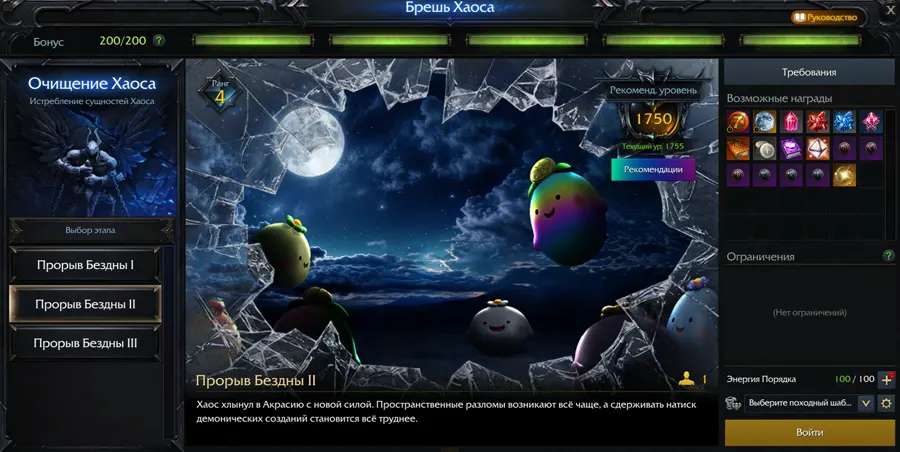 Брешь Хаоса
Руководство
Бонус 200/200 ?
Очищение Хаоса
Истребление сущностей Хаоса
Выбор этапа
Прорыв Бездны I
Прорыв Бездны II
Прорыв Бездны III
Ранг
4
Рекоменд. уровень
1750
Текущий ур. 1755
Рекомендации
Прорыв Бездны II
1
Хаос хлынул в Акрасию с новой силой. Пространственные разломы возникают всё чаще, а сдерживать натиск
демонических созданий становится всё труднее.
Требования
Возможные награды
Ограничения ?
(Нет ограничений)
Энергия Порядка 100 / 100
Выберите походный шаб...
Войти